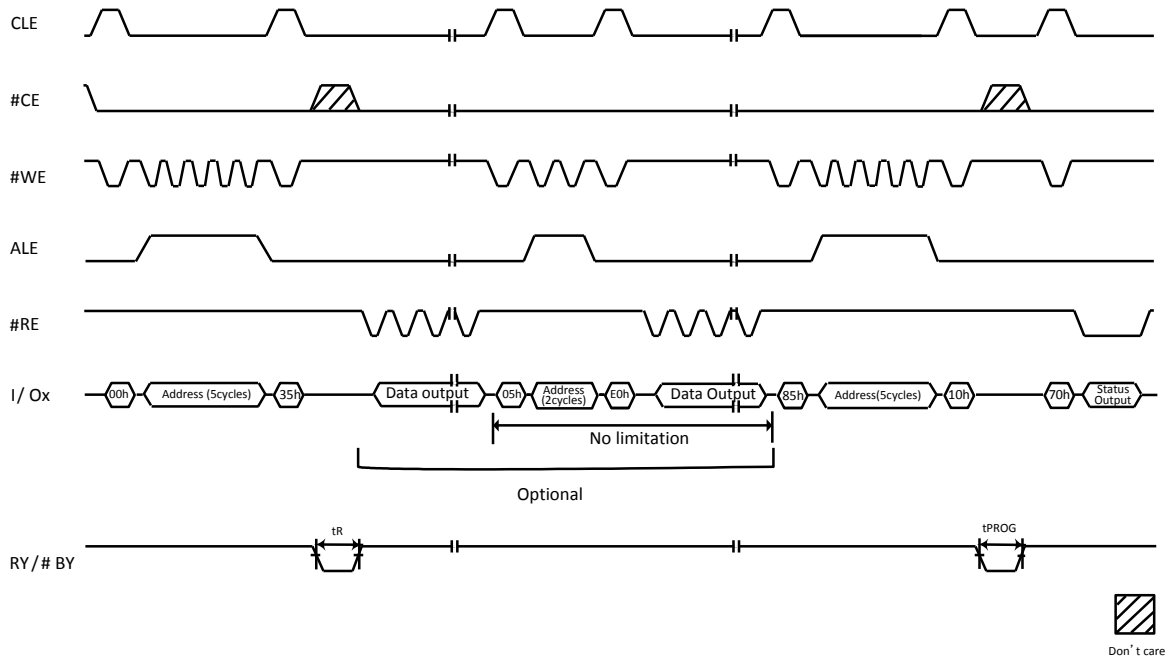 CLE
#CE
#WE
ALE
#RE
I/Ox
00h
Address (5cycles)
35h
Data output
05h
Address
(2cycles)
E0h
Data Output
85h
Address(5cycles)
10h
70h
Status
Output
No limitation
Optional
RY/# BY
tR
tPROG
Don't care